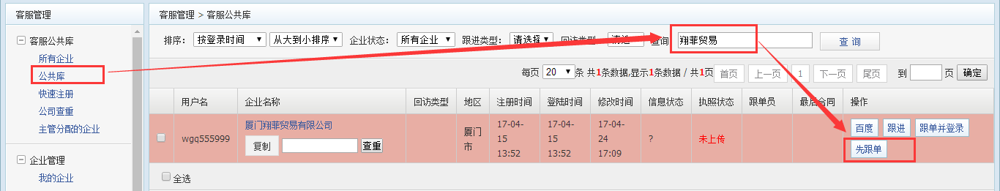 客服管理
客服公共库
所有企业
公共库
快速注册
公司查重
主管分配的企业
企业管理
我的企业
客服管理 > 客服公共库
排序： 按登录时间 从大到小排序 企业状态： 所有企业 跟进类型： 请选择 回访类型 请选 查询 翔菲贸易 查 询
每页 20 条 共1条数据,显示1条数据 / 共1页 首页 上一页 1 下一页 尾页 到 页 确定
用户名 企业名称 回访类型 地区 注册时间 登陆时间 修改时间 信息状态 执照状态 跟单员 最后合同 操作
wgq555999
厦门翔菲贸易有限公司
复制 查重
厦门
市
17-04-
15
13:52
17-04-
15
13:52
17-04-
24
17:09
?
未上传
百度 跟进 跟单并登录
先跟单
全选